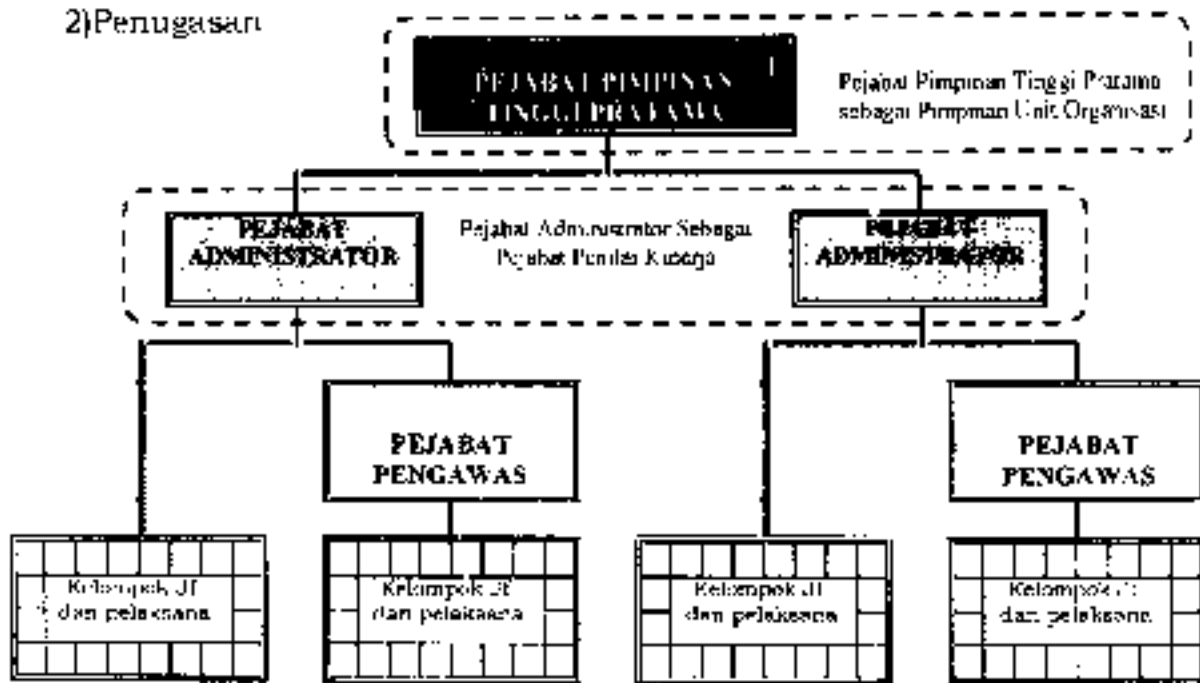 2)Penugasan
PEJABAT PIMPINAN
TINGGI PRATAMA
Pejabat Pimpinan Tinggi Pratama
sebagai Pimpinan Unit Organisasi
PEJABAT
ADMINISTRATOR
Pejabat Administrator Sebagai
Pejabat Penilai Kinerja
PEJABAT
ADMINISTRATOR
PEJABAT
PENGAWAS
PEJABAT
PENGAWAS
Kelompok JF
dan pelaksana
Kelompok JF
dan pelaksana
Kelompok JF
dan pelaksana
Kelompok JF
dan pelaksana